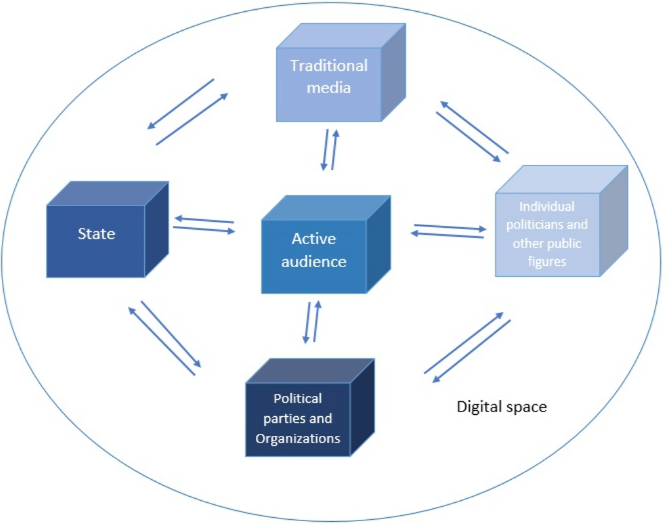 Traditional
media
State
Active
audience
Individual
politicians and
other public
figures
Political
parties and
Organizations
Digital space